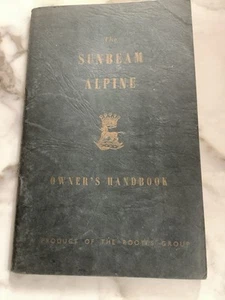 The
SUNBEAM
ALPINE
OWNER'S HANDBOOK
PRODUCT OF THE ROOTES GROUP